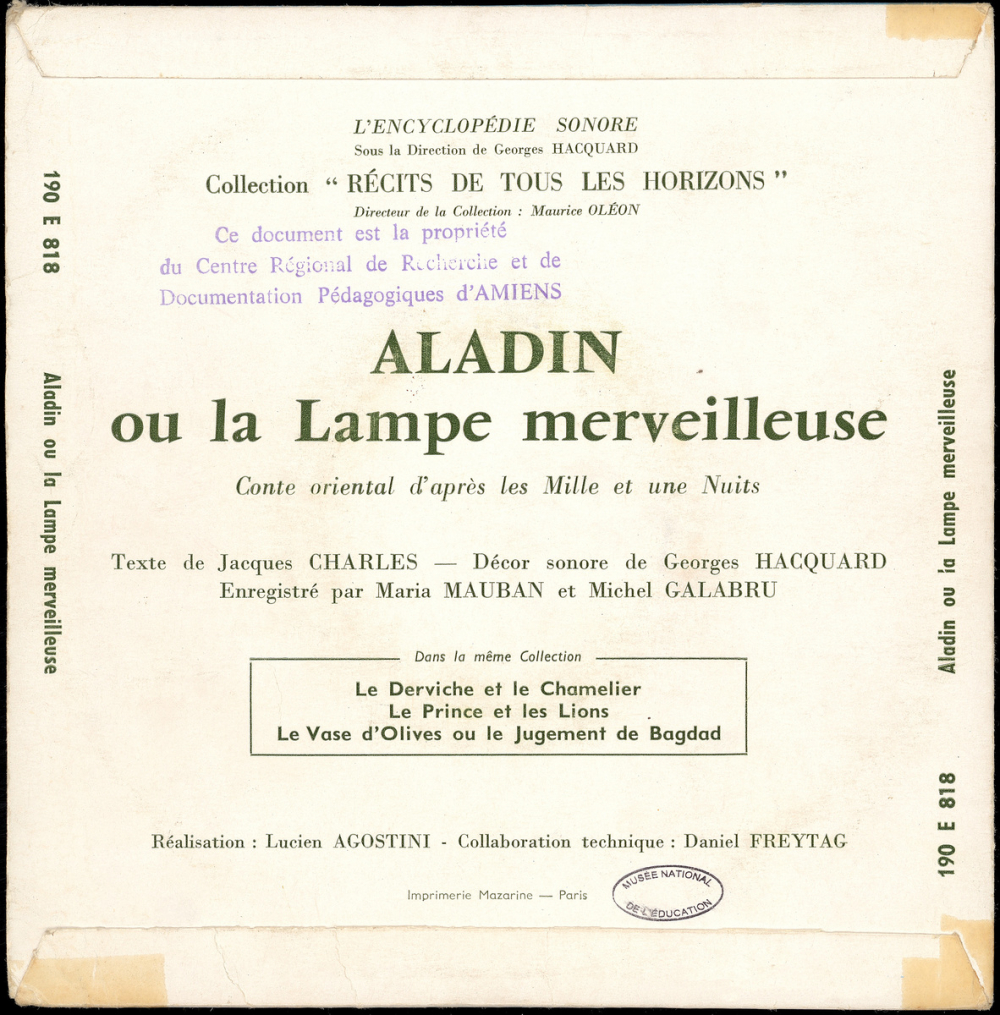 L'ENCYCLOPÉDIE SONORE
Sous la Direction de Georges HACQUARD
Collection “ RÉCITS DE TOUS LES HORIZONS ”
Directeur de la Collection : Maurice OLÉON
Ce document est la propriété
du Centre Régional de Recherche et de
Documentation Pédagogiques d'AMIENS
ALADIN
ou la Lampe merveilleuse
Conte oriental d'après les Mille et une Nuits
Texte de Jacques CHARLES — Décor sonore de Georges HACQUARD
Enregistré par Maria MAUBAN et Michel GALABRU
Dans la même Collection
Le Derviche et le Chamelier
Le Prince et les Lions
Le Vase d'Olives ou le Jugement de Bagdad
Réalisation : Lucien AGOSTINI - Collaboration technique : Daniel FREYTAG
Imprimerie Mazarine — Paris
MUSÉE NATIONAL
DE L'ÉDUCATION
190 E 818
Aladin ou la Lampe merveilleuse
Aladin ou la Lampe merveilleuse
190 E 818